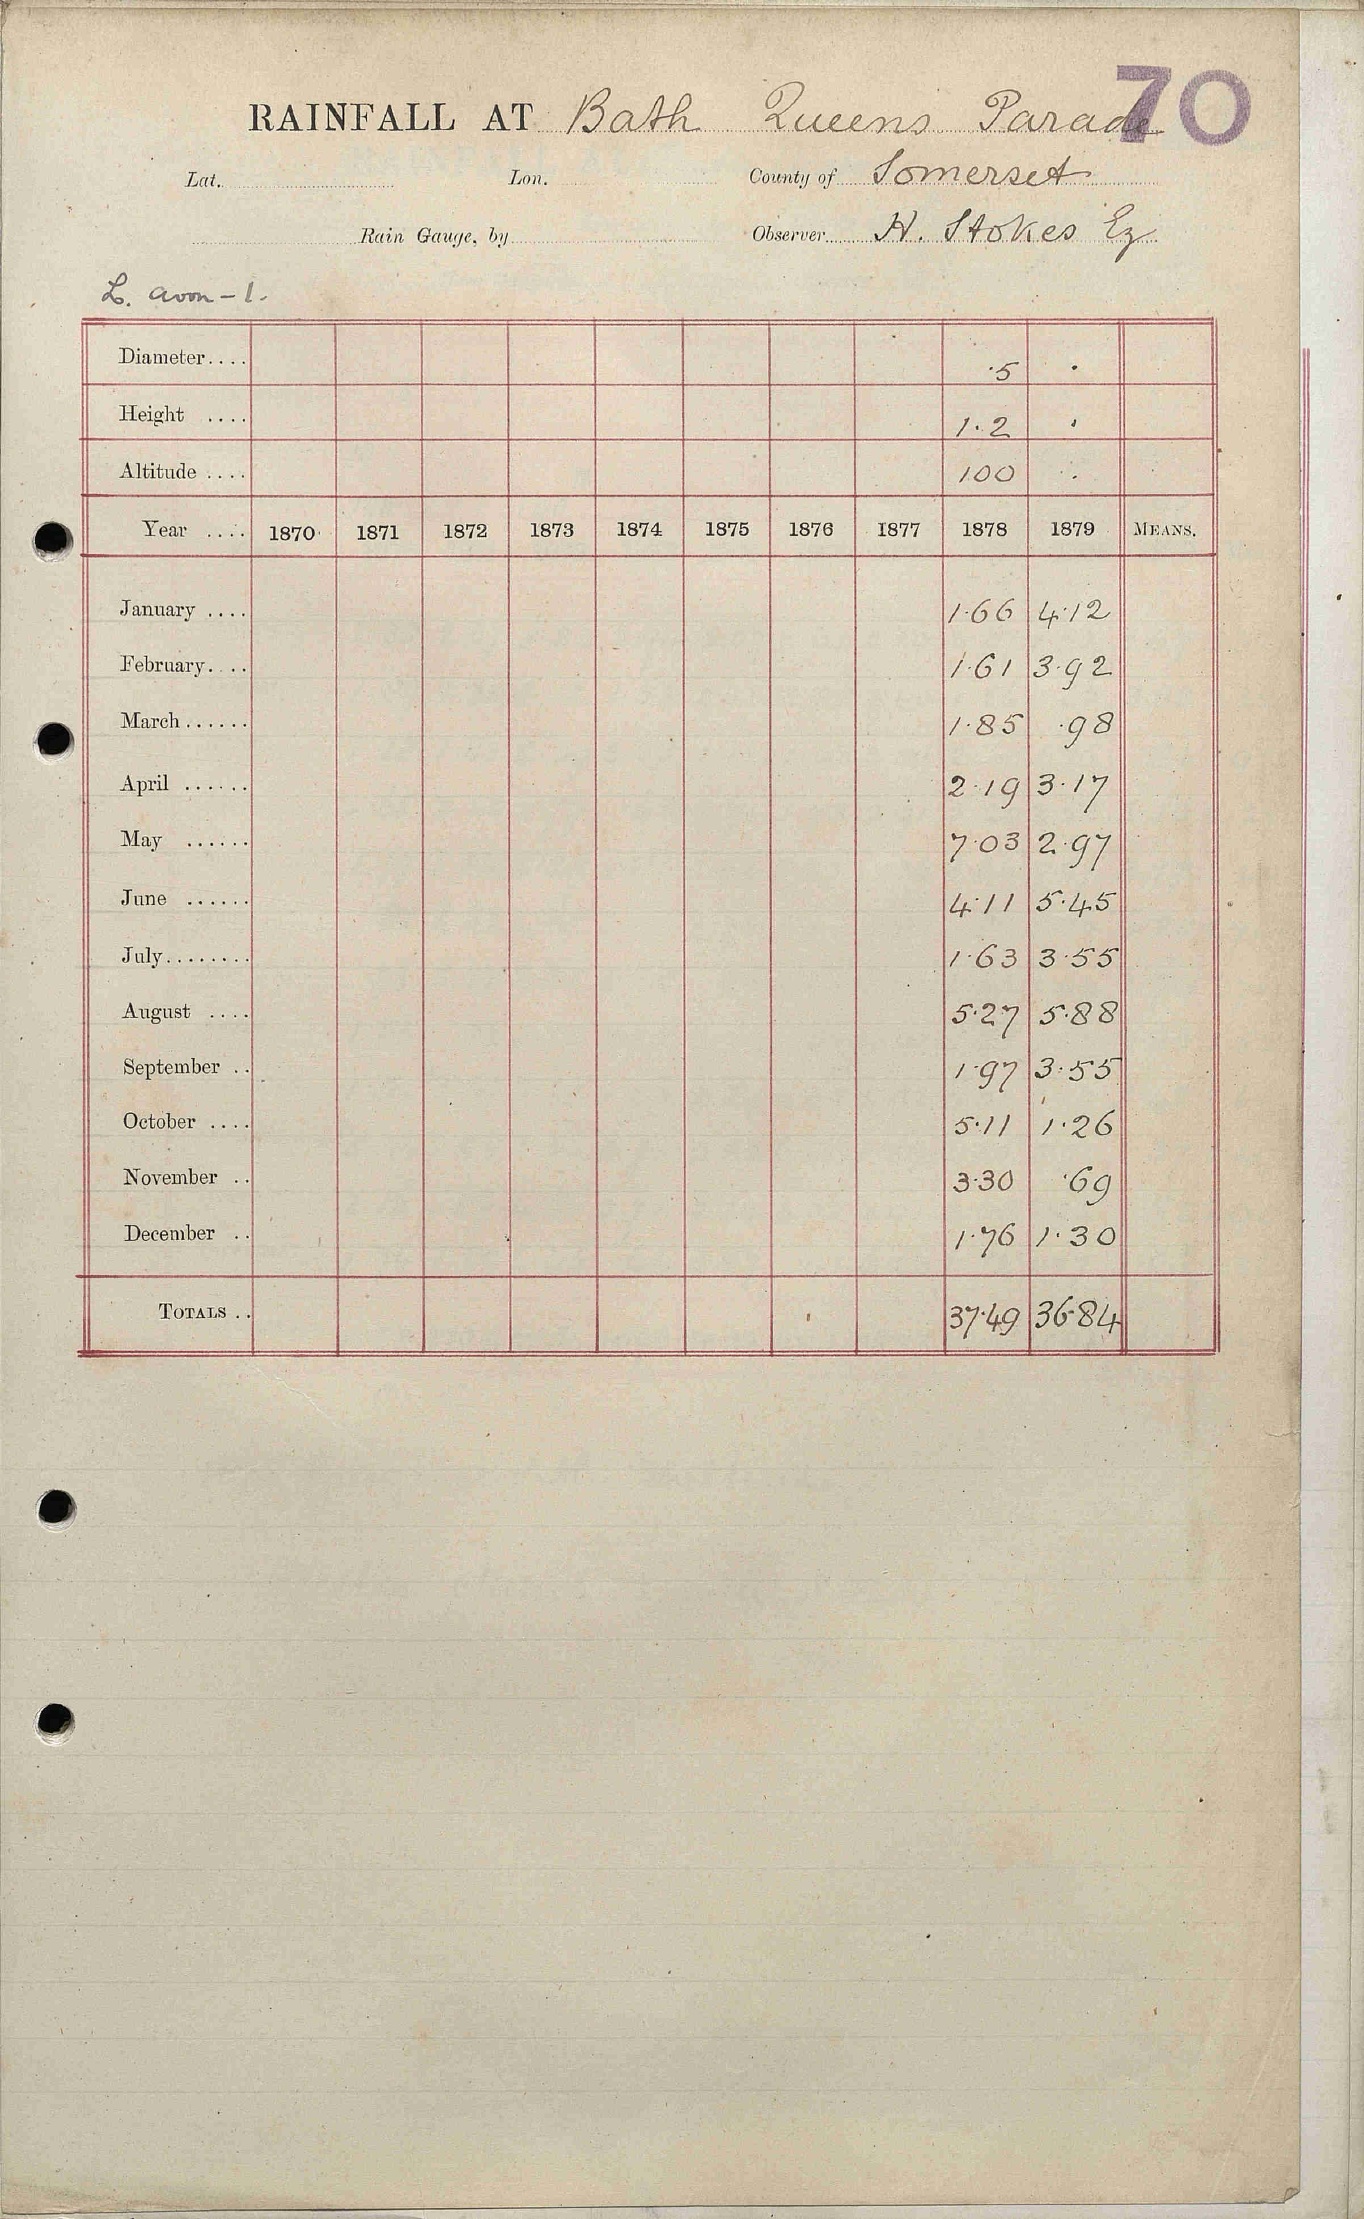 70
RAINFALL AT Bath Queens Parade
Lat. Lon. County of Somerset
Rain Gauge, by Observer H. Stokes Ez
L. Avon - 1.
Diameter.... .5 .
Height .... 1.2 .
Altitude .... 100 .
Year .... 1870 1871 1872 1873 1874 1875 1876 1877 1878 1879 MEANS.
January .... 1.66 4.12
February.... 1.61 3.92
March...... 1.85 .98
April ...... 2.19 3.17
May ...... 7.03 2.97
June ...... 4.11 5.45
July........ 1.63 3.55
August .... 5.27 5.88
September .. 1.97 3.55
October .... 5.11 1.26
November .. 3.30 .69
December .. 1.76 1.30
TOTALS .. 37.49 36.84